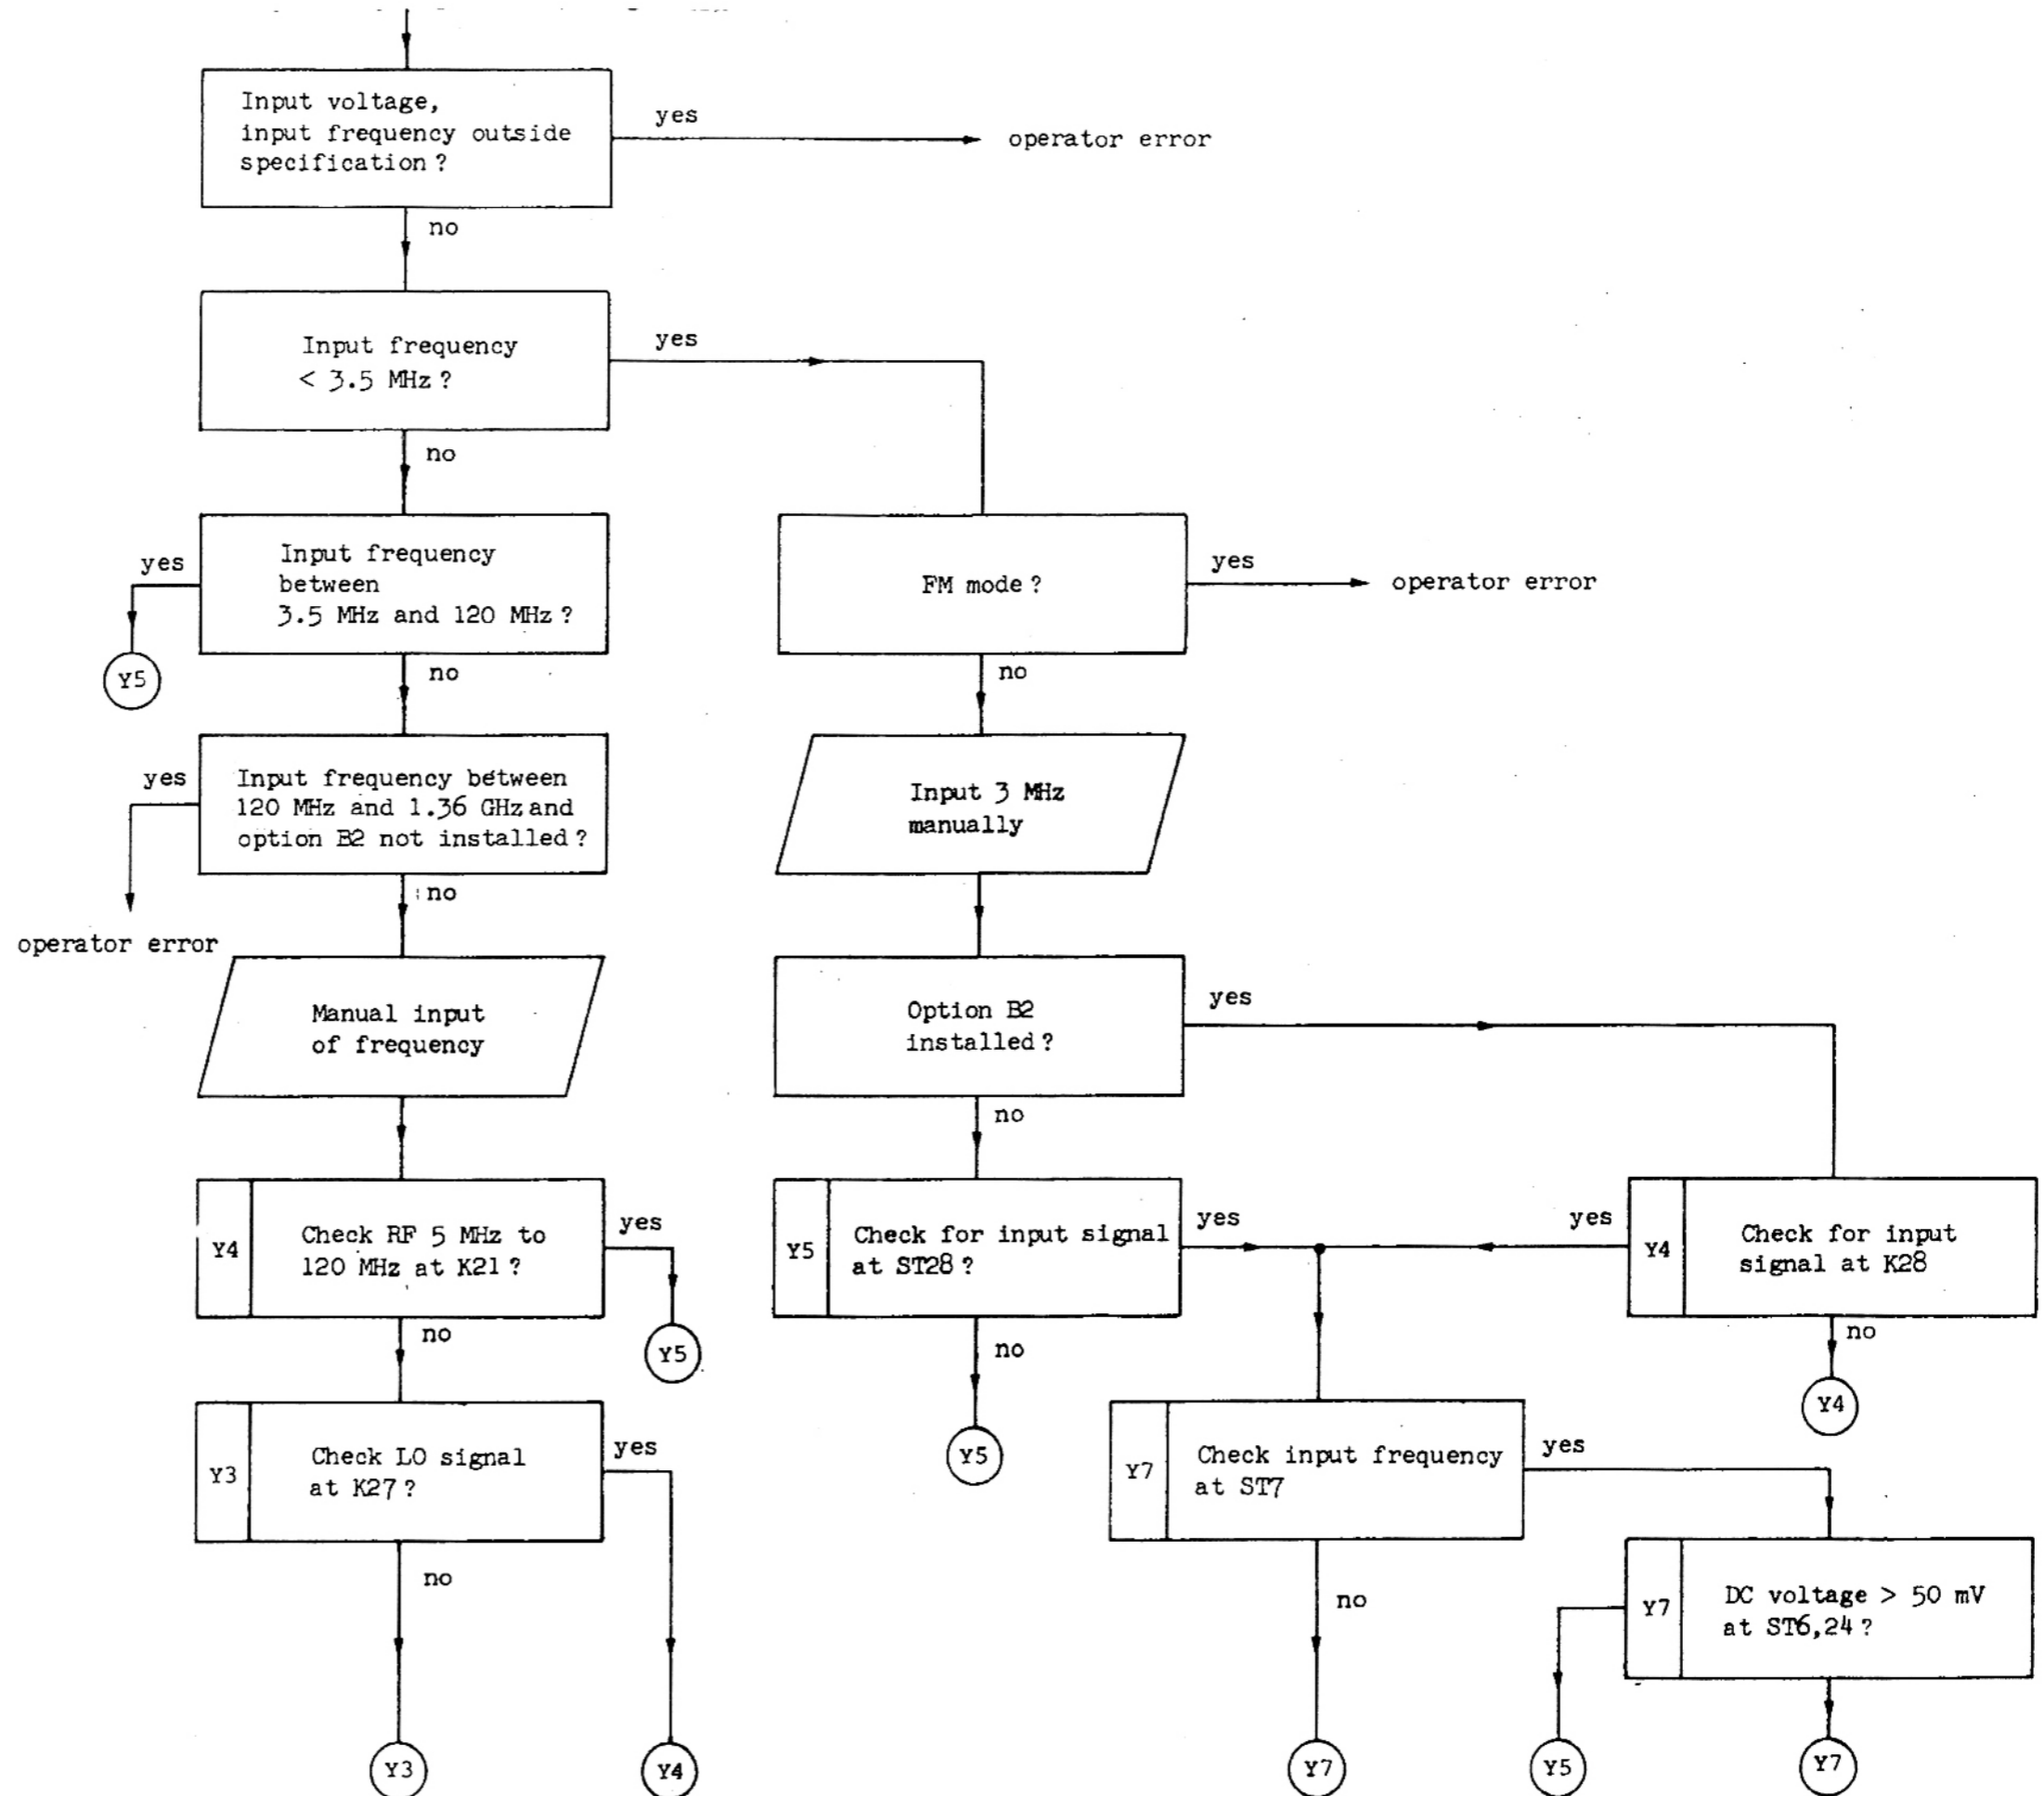 Input voltage,
input frequency outside
specification?
yes
operator error
no
Input frequency
< 3.5 MHz?
yes
no
Input frequency
between
3.5 MHz and 120 MHz?
yes
Y5
no
FM mode?
yes
operator error
no
Input frequency between
120 MHz and 1.36 GHz and
option B2 not installed?
yes
operator error
no
Input 3 MHz
manually
Manual input
of frequency
Option B2
installed?
yes
no
Y4
Check RF 5 MHz to
120 MHz at K21?
yes
Y5
no
Y5
Check for input signal
at ST28?
yes
no
Y5
yes
Y4
Check for input
signal at K28
no
Y4
Y3
Check LO signal
at K27?
yes
no
Y3
Y4
Y7
Check input frequency
at ST7
yes
no
Y7
Y7
DC voltage > 50 mV
at ST6,24?
Y5
Y7